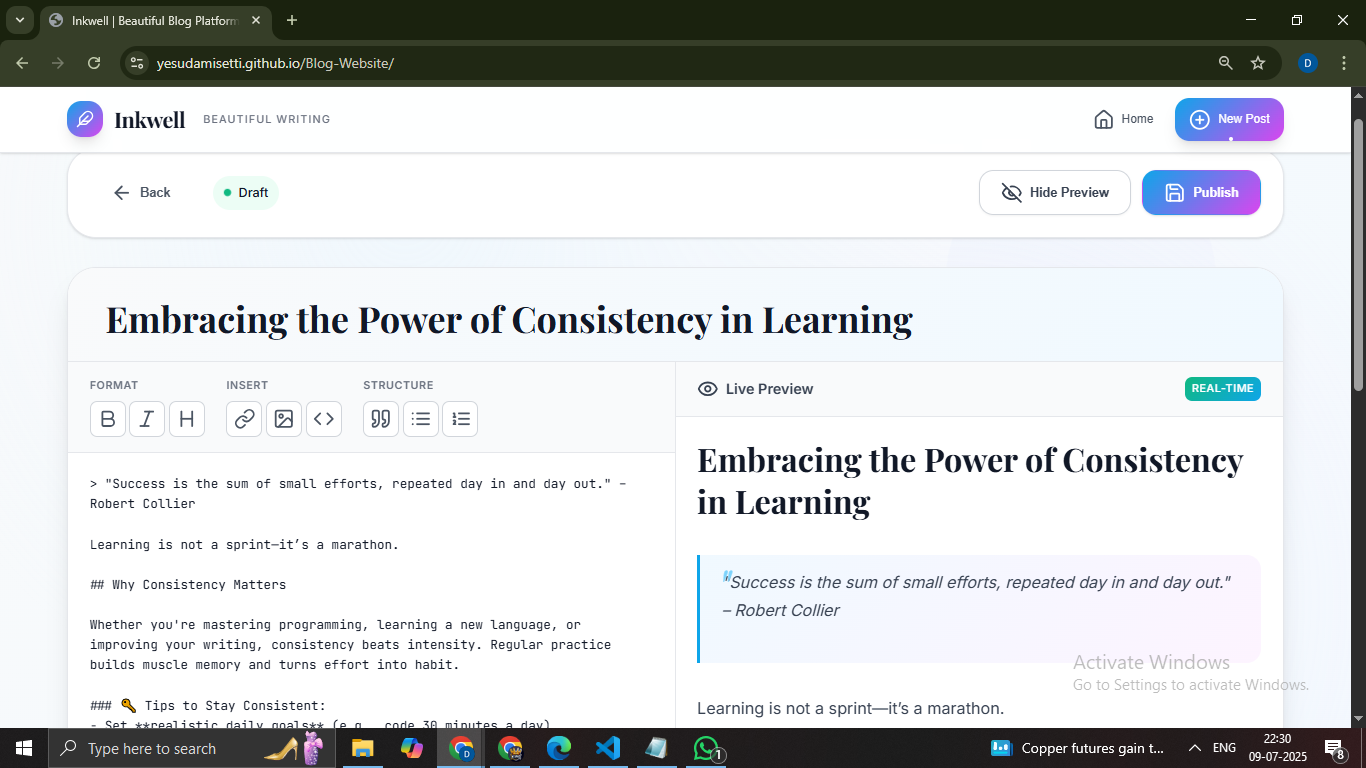 Inkwell | Beautiful Blog Platform
yesudamisetti.github.io/Blog-Website/
D
Inkwell
BEAUTIFUL WRITING
Home
New Post
Back
Draft
Hide Preview
Publish
Embracing the Power of Consistency in Learning
FORMAT
INSERT
STRUCTURE
B
I
H
Live Preview
REAL-TIME
> "Success is the sum of small efforts, repeated day in and day out." –
Robert Collier
Learning is not a sprint—it’s a marathon.
## Why Consistency Matters
Whether you're mastering programming, learning a new language, or
improving your writing, consistency beats intensity. Regular practice
builds muscle memory and turns effort into habit.
### 🔑 Tips to Stay Consistent:
- Set **realistic daily goals** (e.g., code 30 minutes a day)
Embracing the Power of Consistency
in Learning
"Success is the sum of small efforts, repeated day in and day out."
– Robert Collier
Learning is not a sprint—it’s a marathon.
Activate Windows
Go to Settings to activate Windows.
Type here to search
D
1
Copper futures gain t...
ENG
22:30
09-07-2025
8